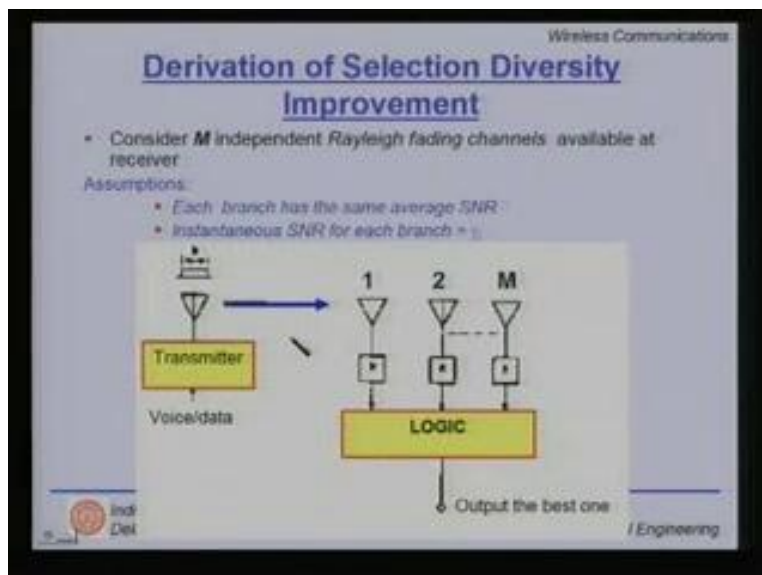 Wireless Communications
Derivation of Selection Diversity
Improvement
• Consider M independent Rayleigh fading channels available at
receiver
Assumptions:
• Each branch has the same average SNR
• Instantaneous SNR for each branch =
1 2 M
Transmitter
Voice/data
LOGIC
Output the best one
Engineering